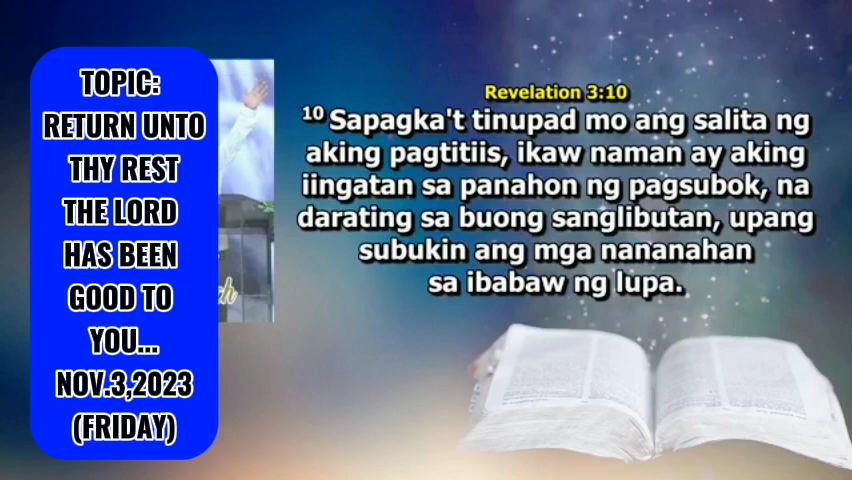 TOPIC:
RETURN UNTO
THY REST
THE LORD
HAS BEEN
GOOD TO
YOU...
NOV.3,2023
(FRIDAY)
Revelation 3:10
10 Sapagka't tinupad mo ang salita ng
aking pagtitiis, ikaw naman ay aking
iingatan sa panahon ng pagsubok, na
darating sa buong sanglibutan, upang
subukin ang mga nananahan
sa ibabaw ng lupa.